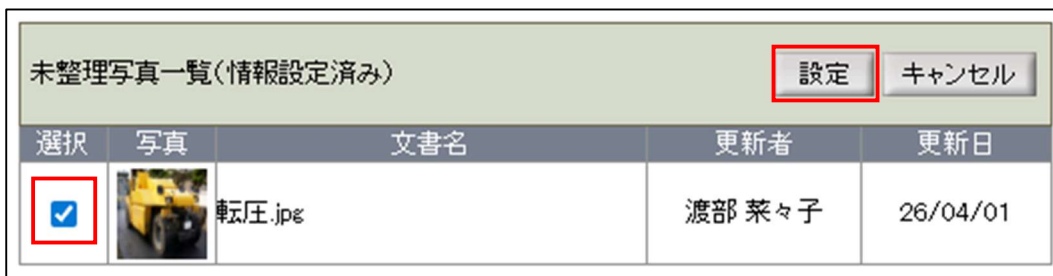 未整理写真一覧(情報設定済み) 設定 キャンセル
選択 写真 文書名 更新者 更新日
転圧.jpg 渡部 菜々子 26/04/01